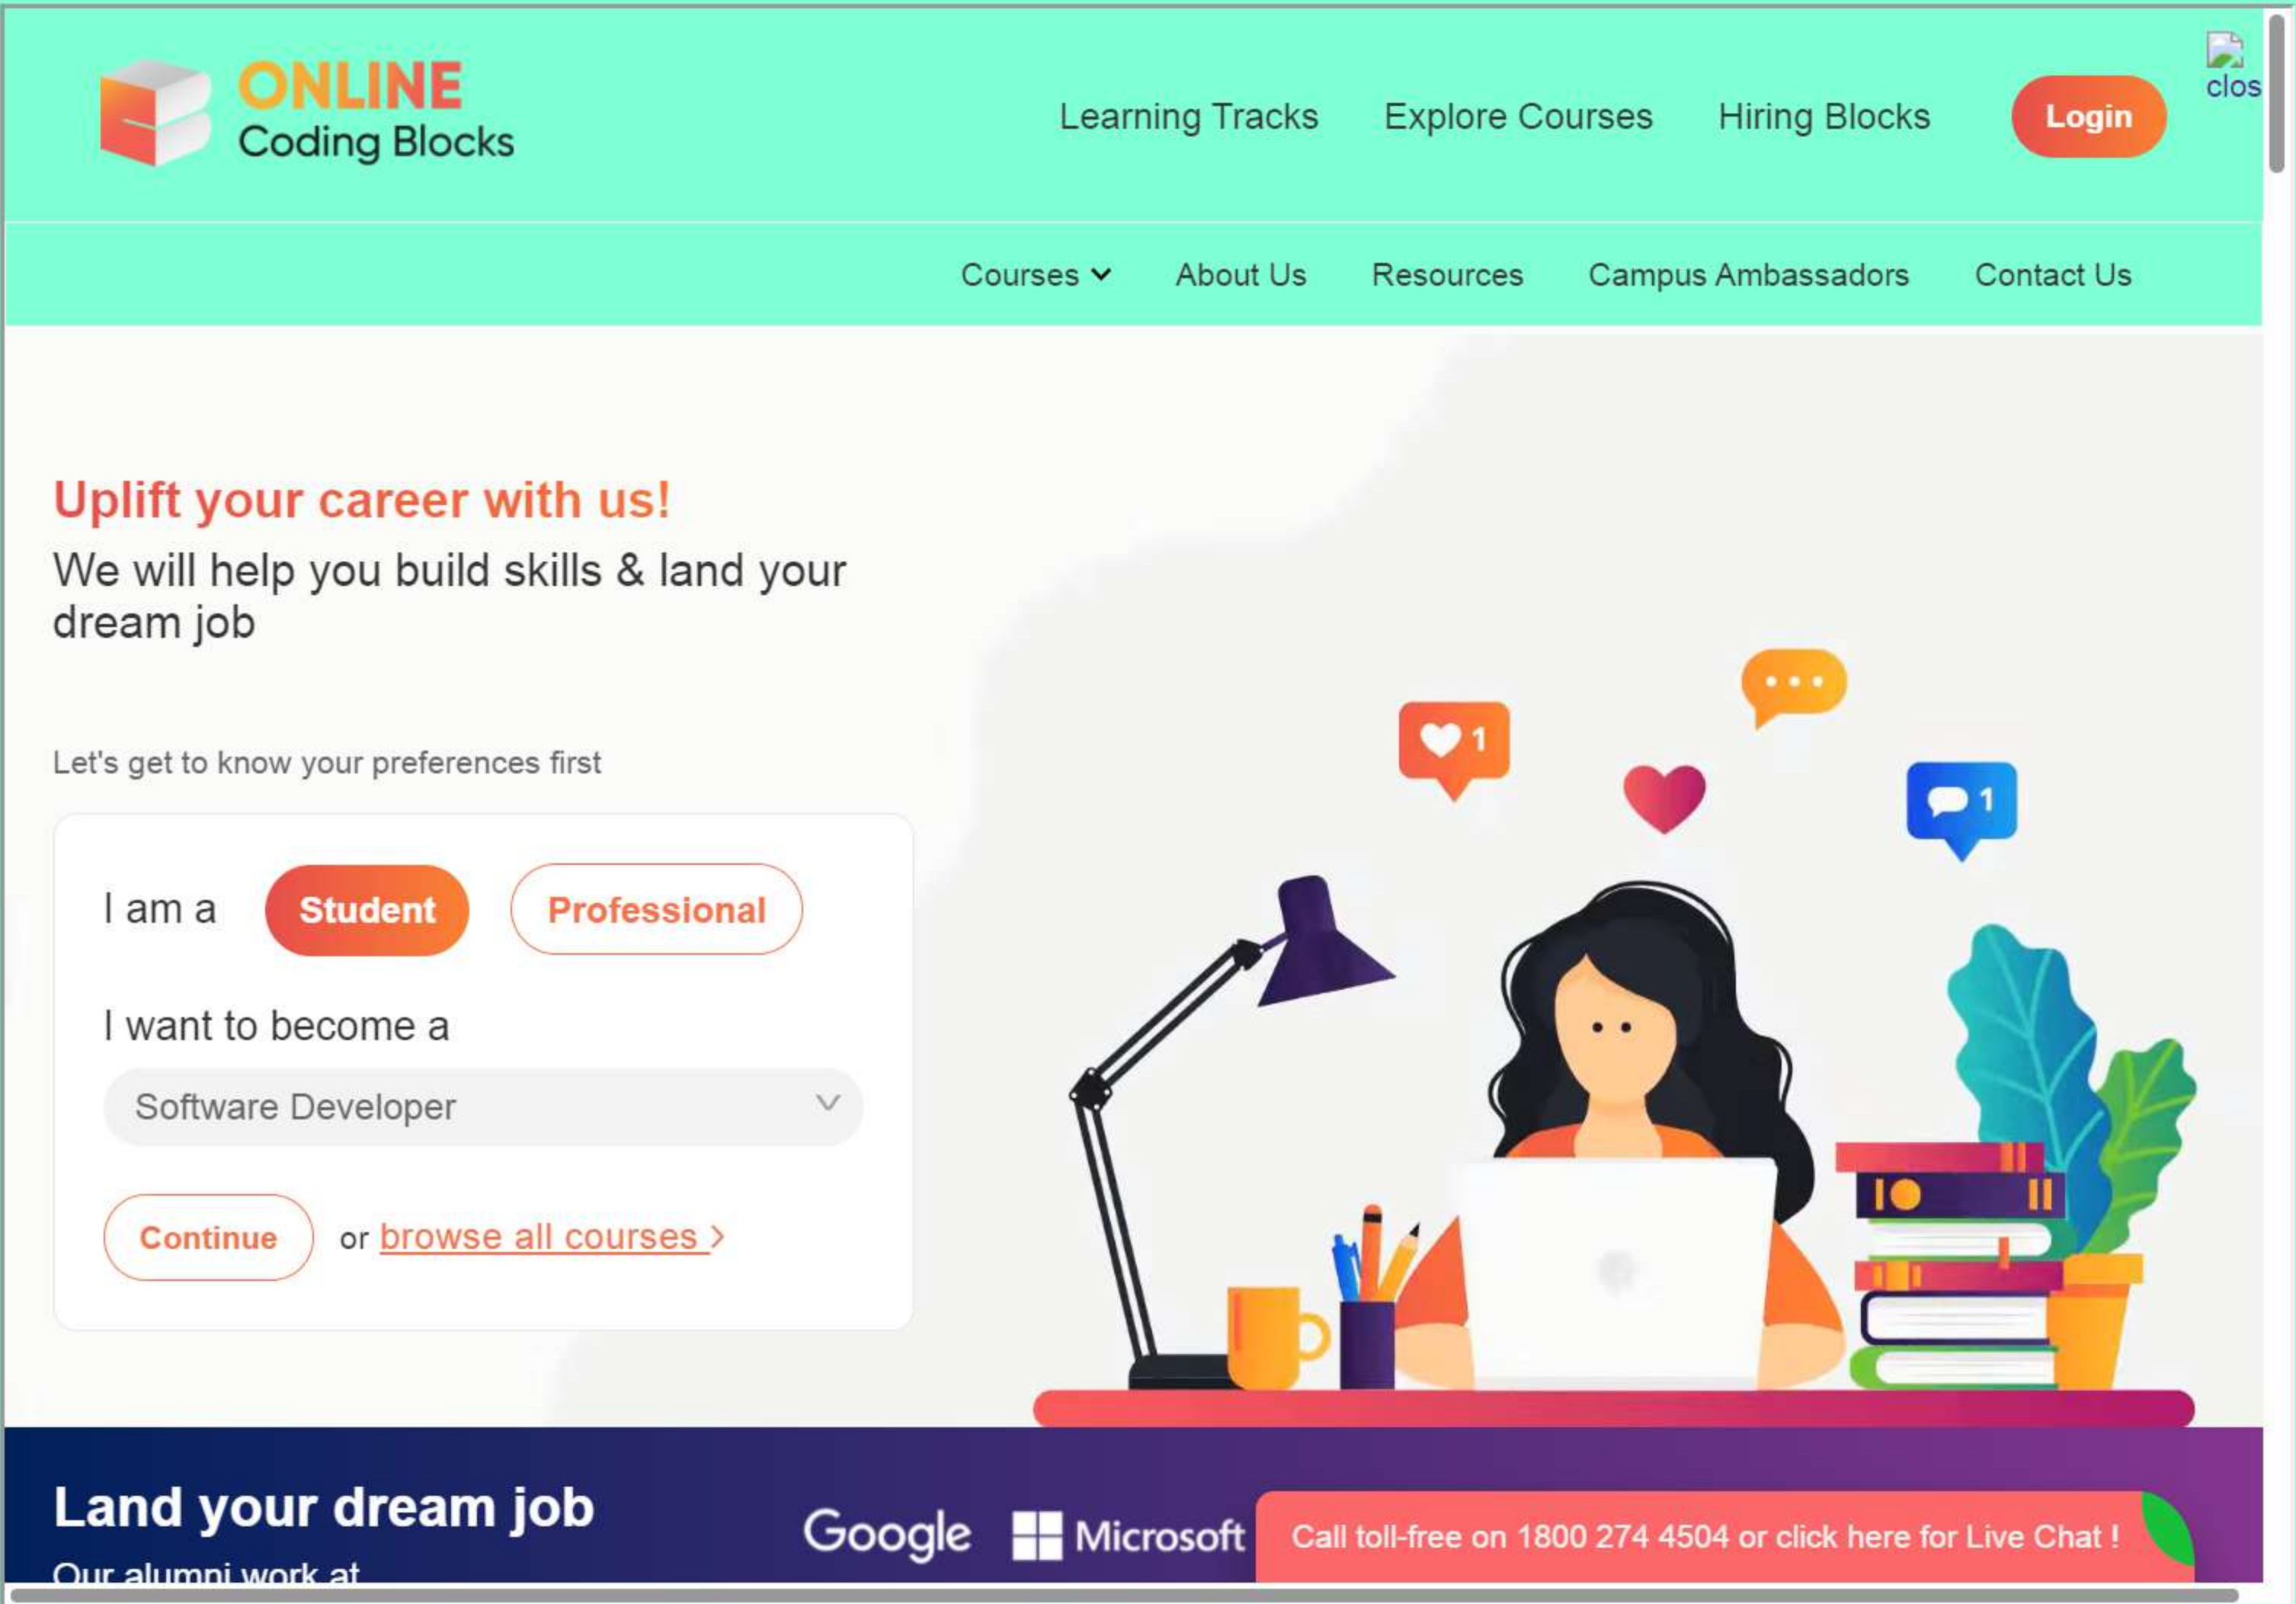 ONLINE
Coding Blocks
Learning Tracks Explore Courses Hiring Blocks Login
clos
Courses About Us Resources Campus Ambassadors Contact Us
Uplift your career with us!
We will help you build skills & land your
dream job
Let's get to know your preferences first
I am a Student Professional
I want to become a
Software Developer
Continue or browse all courses >
1
1
Land your dream job
Our alumni work at
Google Microsoft
Call toll-free on 1800 274 4504 or click here for Live Chat !